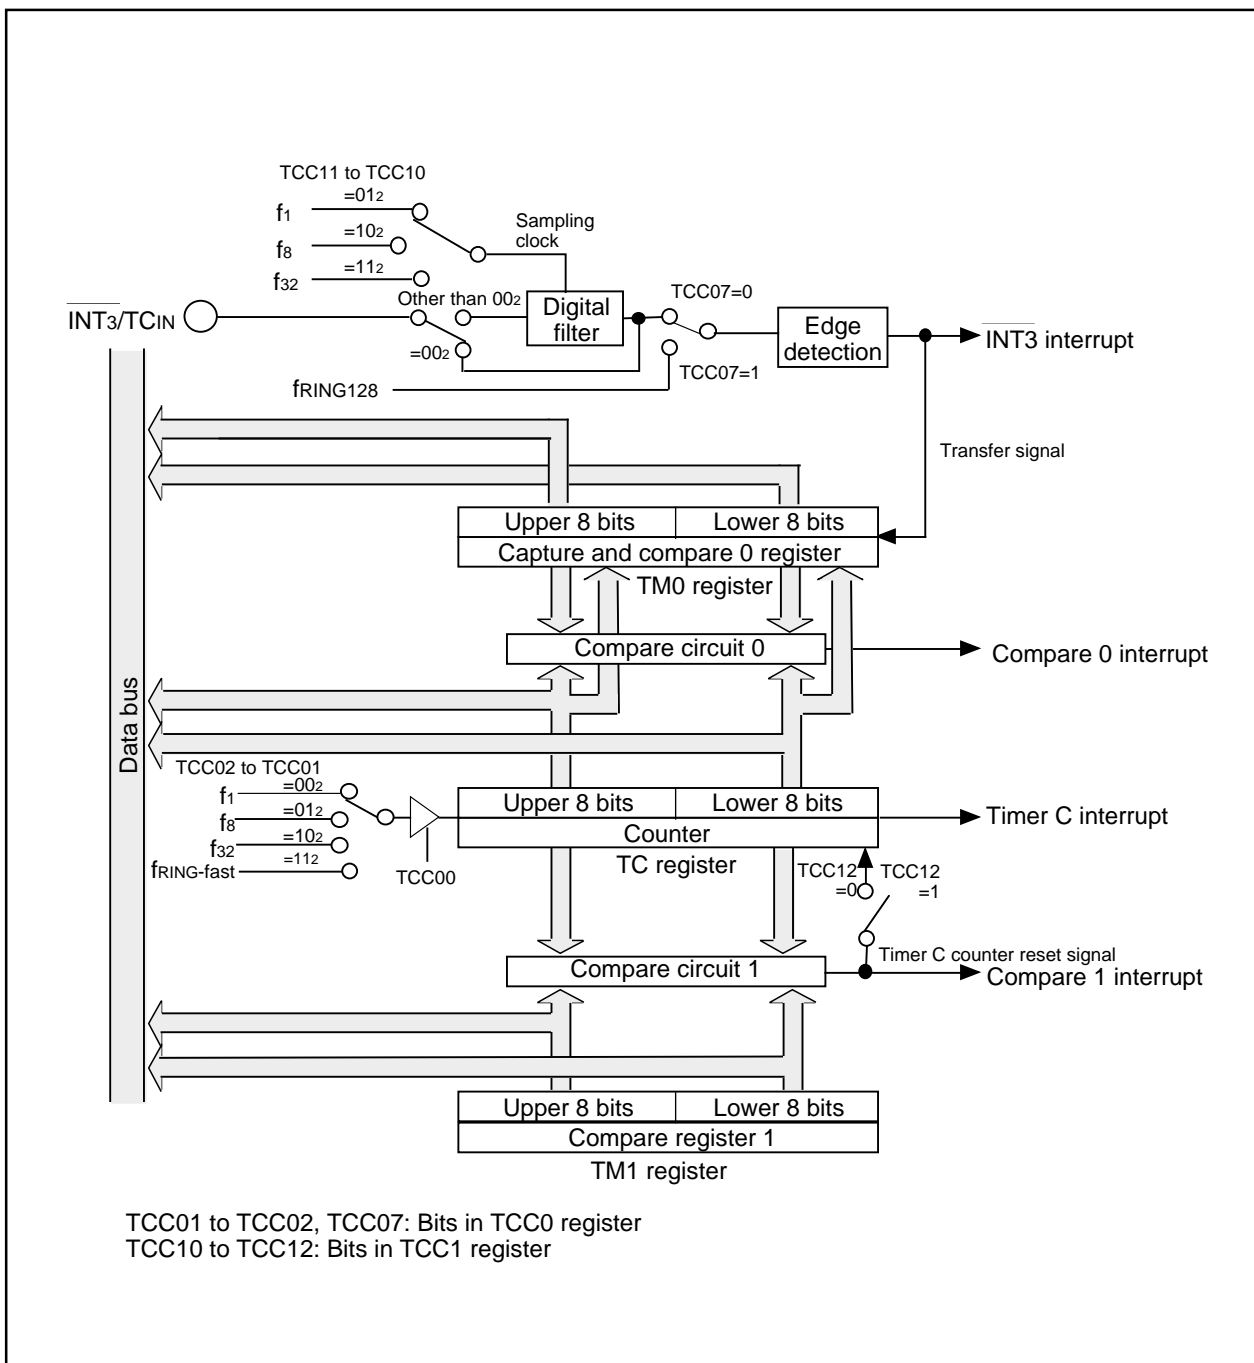 TCC11 to TCC10
=012
f1
Sampling
clock
=102
f8
=112
f32
Other than 002
TCC07=0
INT3/TCIN
Digital
filter
Edge
detection
INT3 interrupt
=002
TCC07=1
fRING128
Transfer signal
Upper 8 bits
Lower 8 bits
Capture and compare 0 register
TM0 register
Compare circuit 0
Compare 0 interrupt
Data bus
TCC02 to TCC01
=002
f1
=012
f8
=102
f32
=112
fRING-fast
TCC00
Upper 8 bits
Lower 8 bits
Counter
TC register
Timer C interrupt
TCC12
=0
TCC12
=1
Timer C counter reset signal
Compare circuit 1
Compare 1 interrupt
Upper 8 bits
Lower 8 bits
Compare register 1
TM1 register
TCC01 to TCC02, TCC07: Bits in TCC0 register
TCC10 to TCC12: Bits in TCC1 register